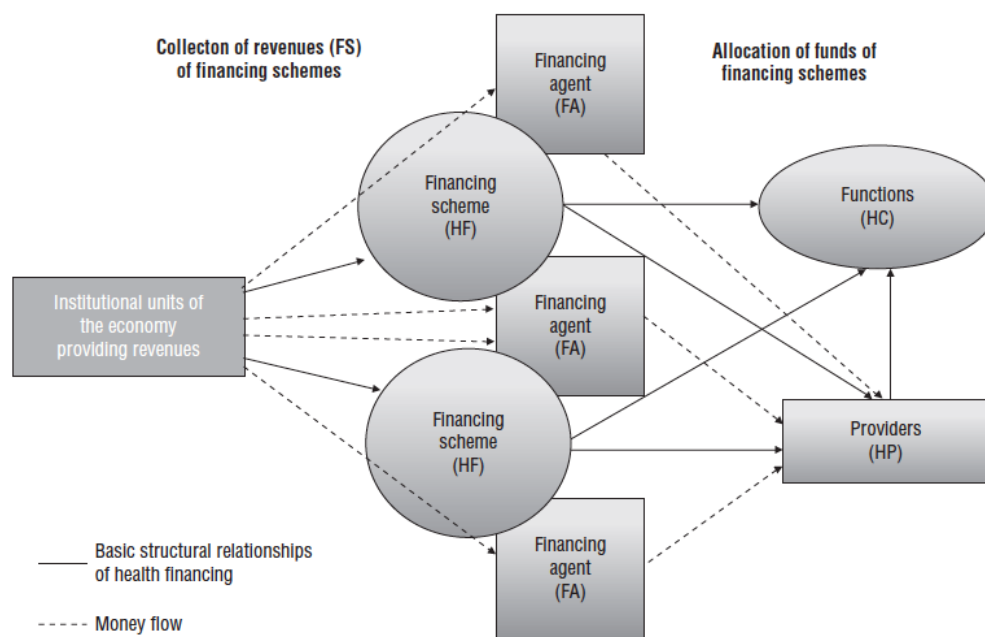 Collecton of revenues (FS)
of financing schemes
Allocation of funds of
financing schemes
Financing
agent
(FA)
Financing
scheme
(HF)
Functions
(HC)
Institutional units of
the economy
providing revenues
Financing
agent
(FA)
Financing
scheme
(HF)
Providers
(HP)
Financing
agent
(FA)
Basic structural relationships
of health financing
Money flow